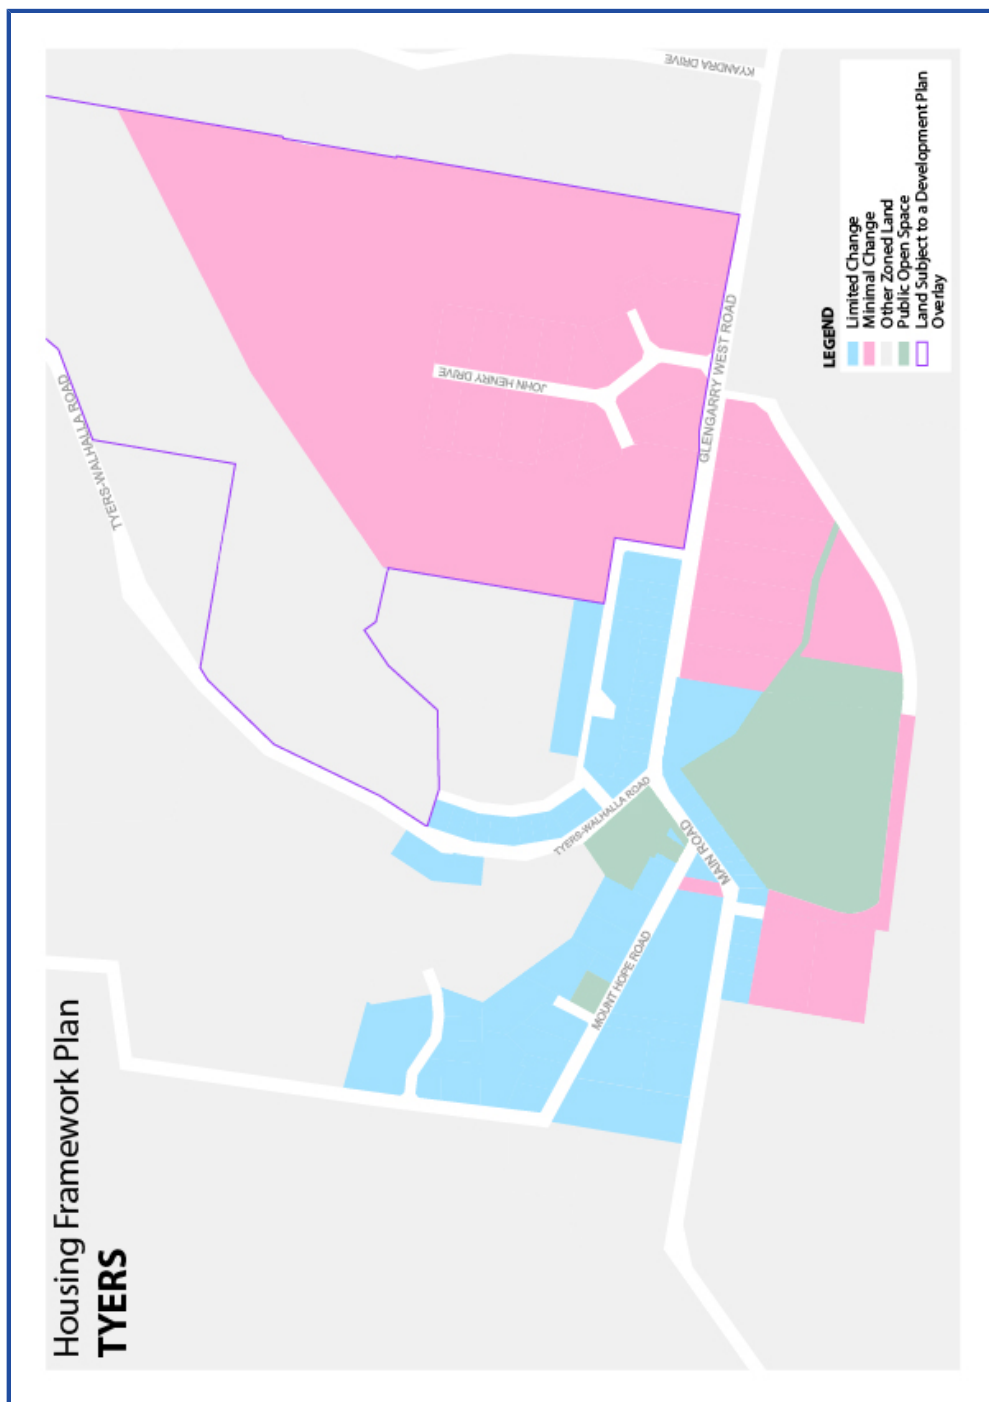 Housing Framework Plan
TYERS
KYANDRA DRIVE
TYERS-WALHALLA ROAD
JOHN HENRY DRIVE
GLENGARRY WEST ROAD
TYERS-WALHALLA ROAD
MAIN ROAD
MOUNT HOPE ROAD
LEGEND
Limited Change
Minimal Change
Other Zoned Land
Public Open Space
Land Subject to a Development Plan
Overlay